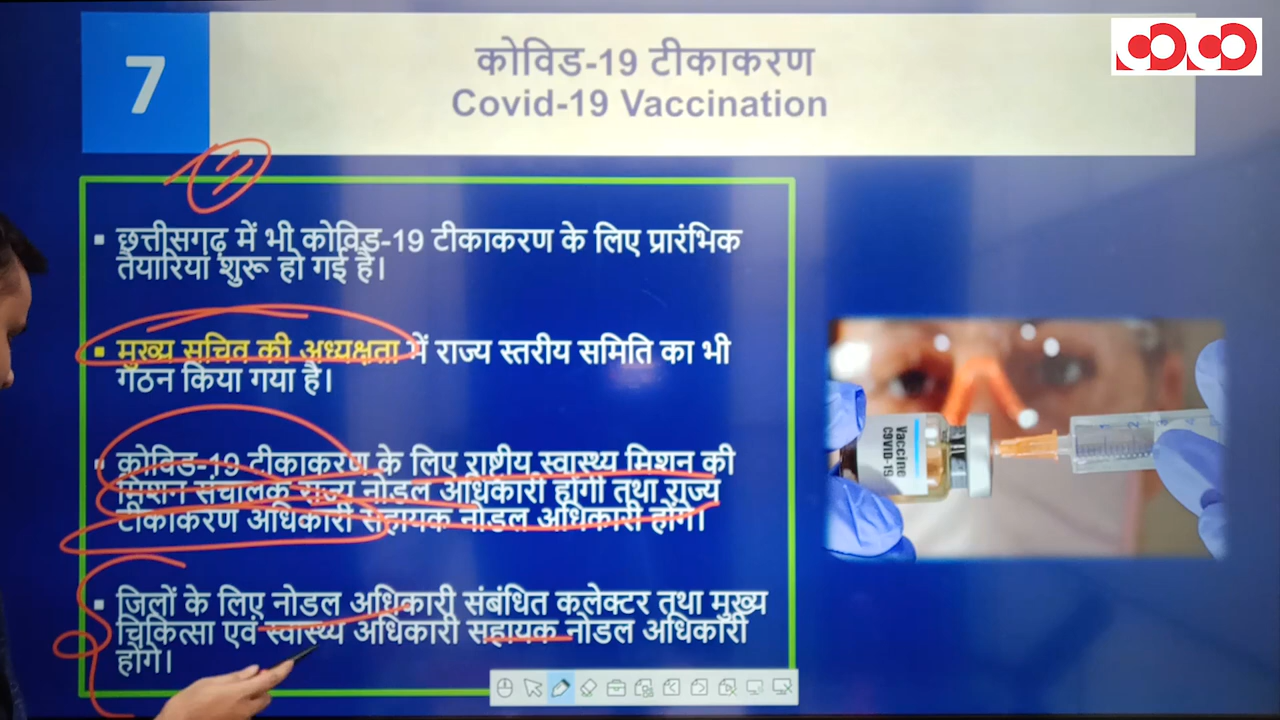 7
कोविड-19 टीकाकरण
Covid-19 Vaccination
▪ छत्तीसगढ़ में भी कोविड-19 टीकाकरण के लिए प्रारंभिक
तैयारियां शुरू हो गई है।
▪ मुख्य सचिव की अध्यक्षता में राज्य स्तरीय समिति का भी
गठन किया गया है।
▪ कोविड-19 टीकाकरण के लिए राष्ट्रीय स्वास्थ्य मिशन की
मिशन संचालक राज्य नोडल अधिकारी होंगी तथा राज्य
टीकाकरण अधिकारी सहायक नोडल अधिकारी होंगे।
▪ जिलों के लिए नोडल अधिकारी संबंधित कलेक्टर तथा मुख्य
चिकित्सा एवं स्वास्थ्य अधिकारी सहायक नोडल अधिकारी
होंगे।
Vaccine
COVID-19